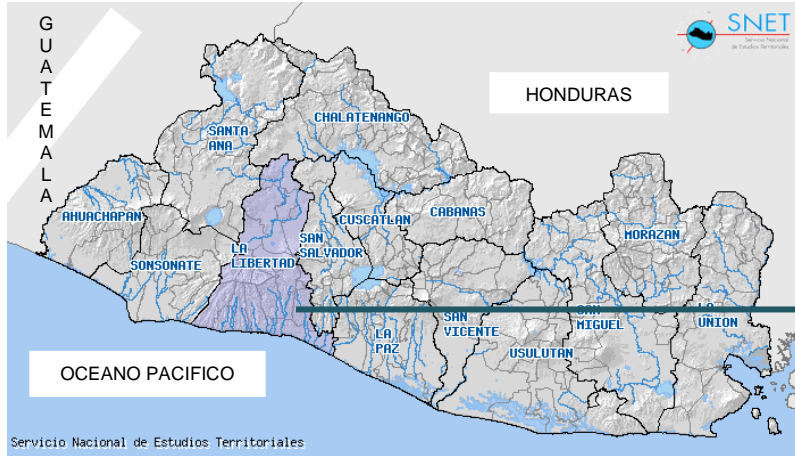 GUATEMALA
SNET
Servicio Nacional
de Estudios Territoriales
HONDURAS
CHALATENANGO
SANTA
ANA
AHUACHAPAN
CUSCATLAN
CABANAS
SONSONATE
LA
LIBERTAD
SAN
SALVADOR
MORAZAN
LA
UNION
SAN
MIGUEL
SAN
VICENTE
LA
PAZ
USULUTAN
OCEANO PACIFICO
Servicio Nacional de Estudios Territoriales